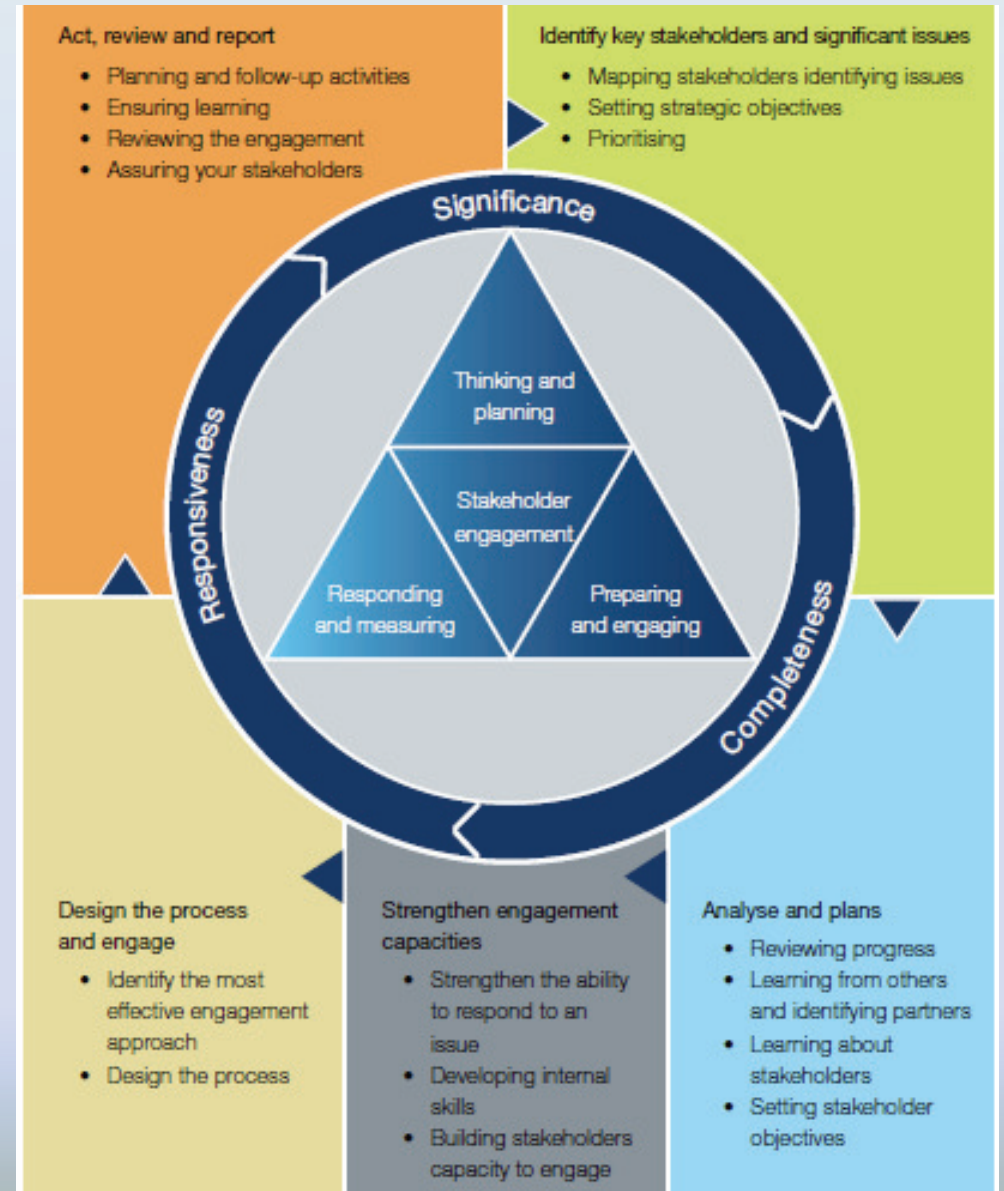 Act, review and report
• Planning and follow-up activities
• Ensuring learning
• Reviewing the engagement
• Assuring your stakeholders
Identify key stakeholders and significant issues
• Mapping stakeholders identifying issues
• Setting strategic objectives
• Prioritising
Significance
Responsiveness
Completeness
Thinking and
planning
Stakeholder
engagement
Responding
and measuring
Preparing
and engaging
Design the process
and engage
• Identify the most
effective engagement
approach
• Design the process
Strengthen engagement
capacities
• Strengthen the ability
to respond to an
issue
• Developing internal
skills
• Building stakeholders
capacity to engage
Analyse and plans
• Reviewing progress
• Learning from others
and identifying partners
• Learning about
stakeholders
• Setting stakeholder
objectives